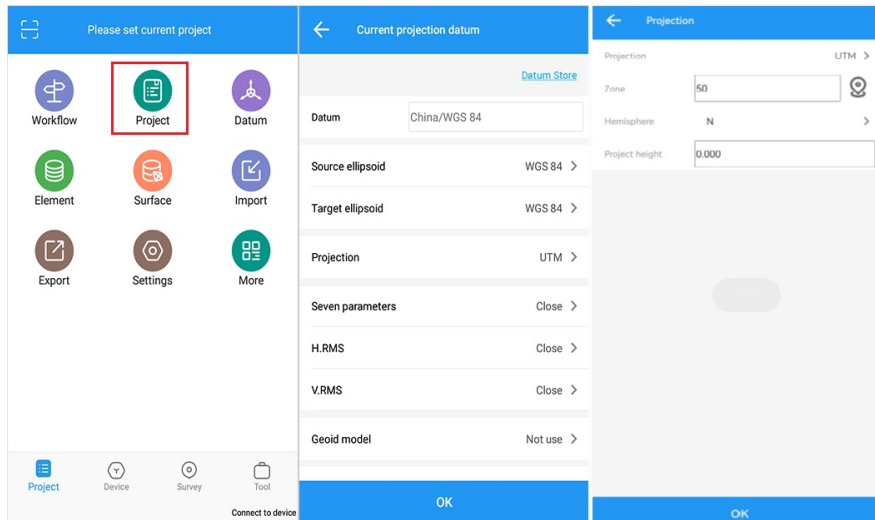 Please set current project
Workflow
Project
Datum
Element
Surface
Import
Export
Settings
More
Project
Device
Survey
Tool
Connect to device
Current projection datum
Datum Store
Datum China/WGS 84
Source ellipsoid WGS 84
Target ellipsoid WGS 84
Projection UTM
Seven parameters Close
H.RMS Close
V.RMS Close
Geoid model Not use
OK
Projection
Projection UTM
Zone 50
Hemisphere N
Project height 0.000
OK